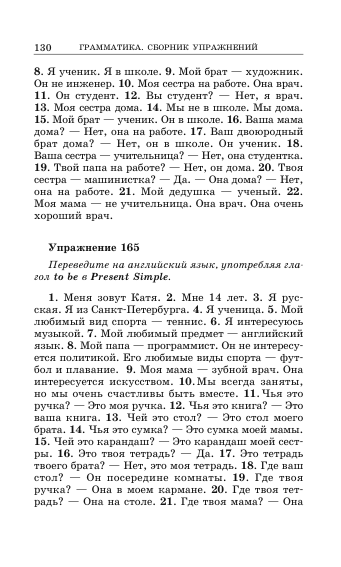 130 ГРАММАТИКА. СБОРНИК УПРАЖНЕНИЙ
8. Я ученик. Я в школе. 9. Мой брат — художник.
Он не инженер. 10. Моя сестра на работе. Она врач.
11. Он студент. 12. Вы студент? — Нет, я врач.
13. Моя сестра дома. 14. Мы не в школе. Мы дома.
15. Мой брат — ученик. Он в школе. 16. Ваша мама
дома? — Нет, она на работе. 17. Ваш двоюродный
брат дома? — Нет, он в школе. Он ученик. 18.
Ваша сестра — учительница? — Нет, она студентка.
19. Твой папа на работе? — Нет, он дома. 20. Твоя
сестра — машинистка? — Да. — Она дома? — Нет,
она на работе. 21. Мой дедушка — ученый. 22.
Моя мама — не учительница. Она врач. Она очень
хороший врач.
Упражнение 165
Переведите на английский язык, употребляя гла-
гол to be в Present Simple.
1. Меня зовут Катя. 2. Мне 14 лет. 3. Я рус-
ская. Я из Санкт-Петербурга. 4. Я ученица. 5. Мой
любимый вид спорта — теннис. 6. Я интересуюсь
музыкой. 7. Мой любимый предмет — английский
язык. 8. Мой папа — программист. Он не интересу-
ется политикой. Его любимые виды спорта — фут-
бол и плавание. 9. Моя мама — зубной врач. Она
интересуется искусством. 10. Мы всегда заняты,
но мы очень счастливы быть вместе. 11. Чья это
ручка? — Это моя ручка. 12. Чья это книга? — Это
ваша книга. 13. Чей это стол? — Это стол моего
брата. 14. Чья это сумка? — Это сумка моей мамы.
15. Чей это карандаш? — Это карандаш моей сест-
ры. 16. Это твоя тетрадь? — Да. 17. Это тетрадь
твоего брата? — Нет, это моя тетрадь. 18. Где ваш
стол? — Он посередине комнаты. 19. Где твоя
ручка? — Она в моем кармане. 20. Где твоя тет-
радь? — Она на столе. 21. Где твоя мама? — Она